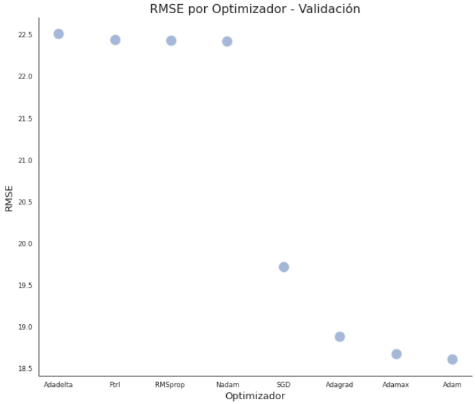 RMSE por Optimizador - Validación
22.5
22.0
21.5
21.0
20.5
20.0
19.5
19.0
18.5
RMSE
Adadelta Ftrl RMSprop Nadam SGD Adagrad Adamax Adam
Optimizador